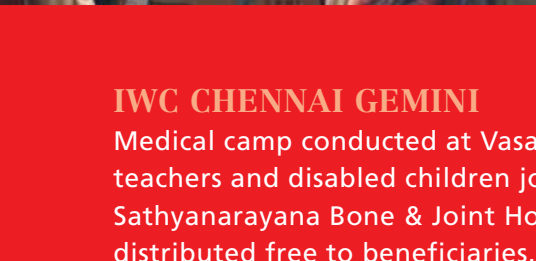 IWC CHENNAI GEMINI
Medical camp conducted at Vasa
teachers and disabled children jo
Sathyanarayana Bone & Joint Ho
distributed free to beneficiaries.